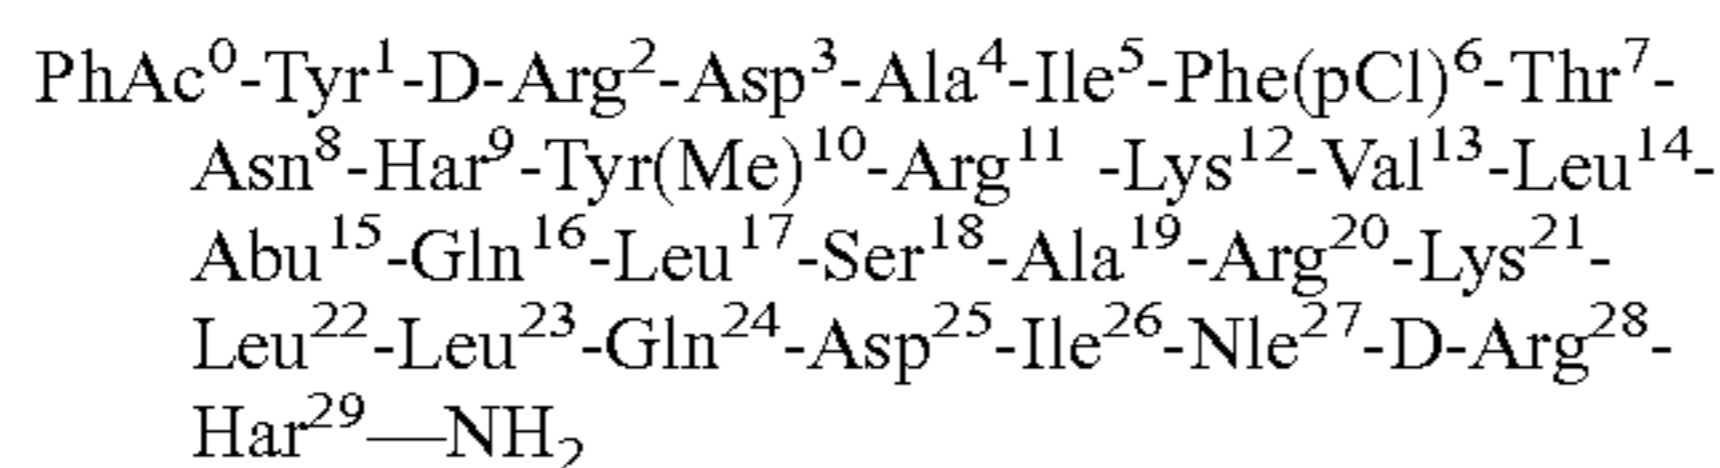 PhAc⁰-Tyr¹-D-Arg²-Asp³-Ala⁴-Ile⁵-Phe(pCl)⁶-Thr⁷-
Asn⁸-Har⁹-Tyr(Me)¹⁰-Arg¹¹ -Lys¹²-Val¹³-Leu¹⁴-
Abu¹⁵-Gln¹⁶-Leu¹⁷-Ser¹⁸-Ala¹⁹-Arg²⁰-Lys²¹-
Leu²²-Leu²³-Gln²⁴-Asp²⁵-Ile²⁶-Nle²⁷-D-Arg²⁸-
Har²⁹—NH₂